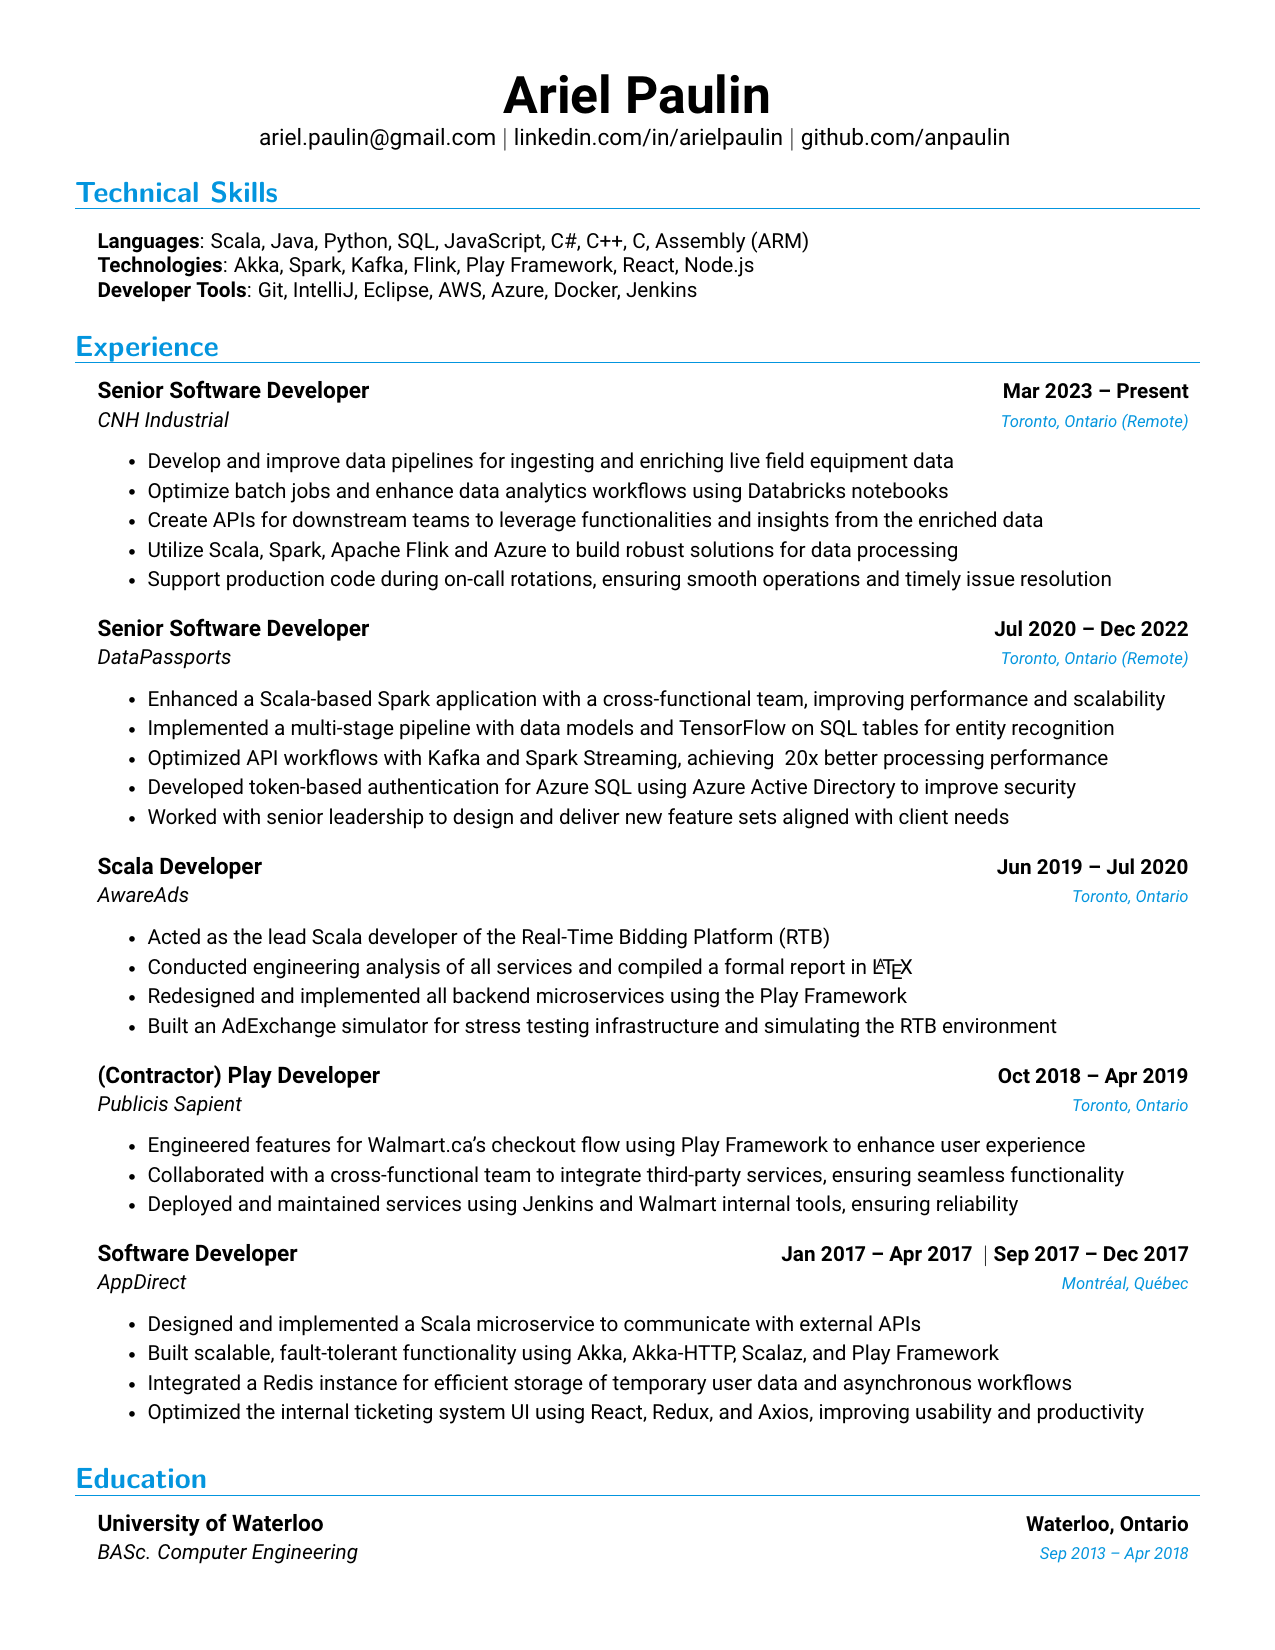 Ariel Paulin
ariel.paulin@gmail.com | linkedin.com/in/arielpaulin | github.com/anpaulin
Technical Skills
Languages: Scala, Java, Python, SQL, JavaScript, C#, C++, C, Assembly (ARM)
Technologies: Akka, Spark, Kafka, Flink, Play Framework, React, Node.js
Developer Tools: Git, IntelliJ, Eclipse, AWS, Azure, Docker, Jenkins
Experience
Senior Software Developer Mar 2023 – Present
CNH Industrial Toronto, Ontario (Remote)
• Develop and improve data pipelines for ingesting and enriching live field equipment data
• Optimize batch jobs and enhance data analytics workflows using Databricks notebooks
• Create APIs for downstream teams to leverage functionalities and insights from the enriched data
• Utilize Scala, Spark, Apache Flink and Azure to build robust solutions for data processing
• Support production code during on-call rotations, ensuring smooth operations and timely issue resolution
Senior Software Developer Jul 2020 – Dec 2022
DataPassports Toronto, Ontario (Remote)
• Enhanced a Scala-based Spark application with a cross-functional team, improving performance and scalability
• Implemented a multi-stage pipeline with data models and TensorFlow on SQL tables for entity recognition
• Optimized API workflows with Kafka and Spark Streaming, achieving 20x better processing performance
• Developed token-based authentication for Azure SQL using Azure Active Directory to improve security
• Worked with senior leadership to design and deliver new feature sets aligned with client needs
Scala Developer Jun 2019 – Jul 2020
AwareAds Toronto, Ontario
• Acted as the lead Scala developer of the Real-Time Bidding Platform (RTB)
• Conducted engineering analysis of all services and compiled a formal report in LATEX
• Redesigned and implemented all backend microservices using the Play Framework
• Built an AdExchange simulator for stress testing infrastructure and simulating the RTB environment
(Contractor) Play Developer Oct 2018 – Apr 2019
Publicis Sapient Toronto, Ontario
• Engineered features for Walmart.ca's checkout flow using Play Framework to enhance user experience
• Collaborated with a cross-functional team to integrate third-party services, ensuring seamless functionality
• Deployed and maintained services using Jenkins and Walmart internal tools, ensuring reliability
Software Developer Jan 2017 – Apr 2017 | Sep 2017 – Dec 2017
AppDirect Montréal, Québec
• Designed and implemented a Scala microservice to communicate with external APIs
• Built scalable, fault-tolerant functionality using Akka, Akka-HTTP, Scalaz, and Play Framework
• Integrated a Redis instance for efficient storage of temporary user data and asynchronous workflows
• Optimized the internal ticketing system UI using React, Redux, and Axios, improving usability and productivity
Education
University of Waterloo Waterloo, Ontario
BASc. Computer Engineering Sep 2013 – Apr 2018